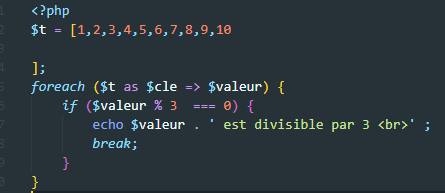 <?php
$t = [1,2,3,4,5,6,7,8,9,10
];
foreach ($t as $cle => $valeur) {
if ($valeur % 3  === 0) {
echo $valeur . ' est divisible par 3 <br>' ;
break;
}
}